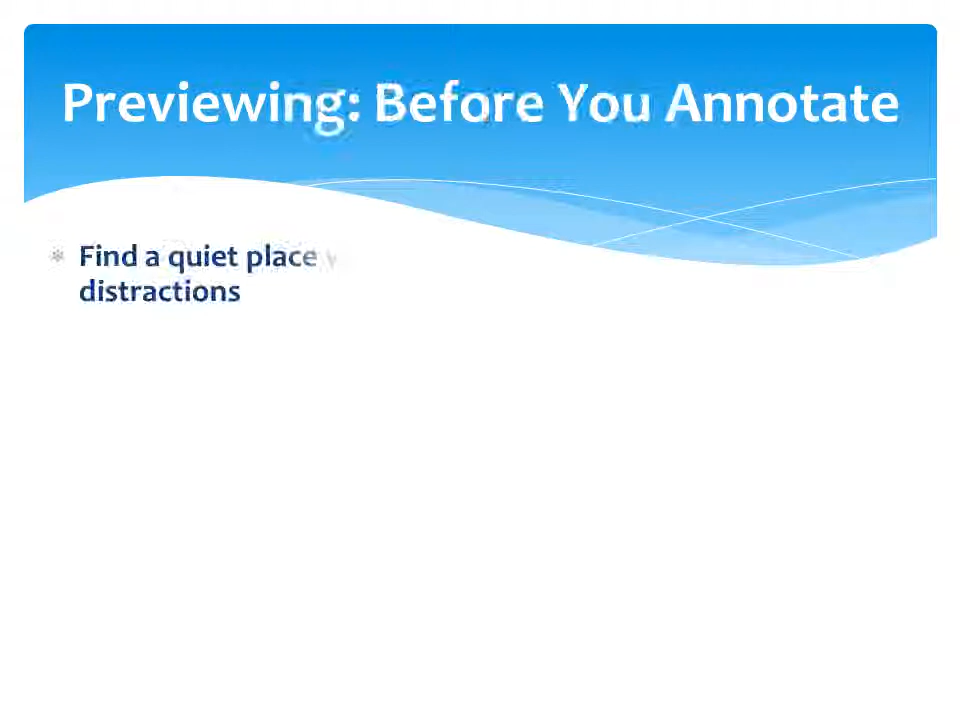 Previewing: Before You Annotate
Find a quiet place
distractions